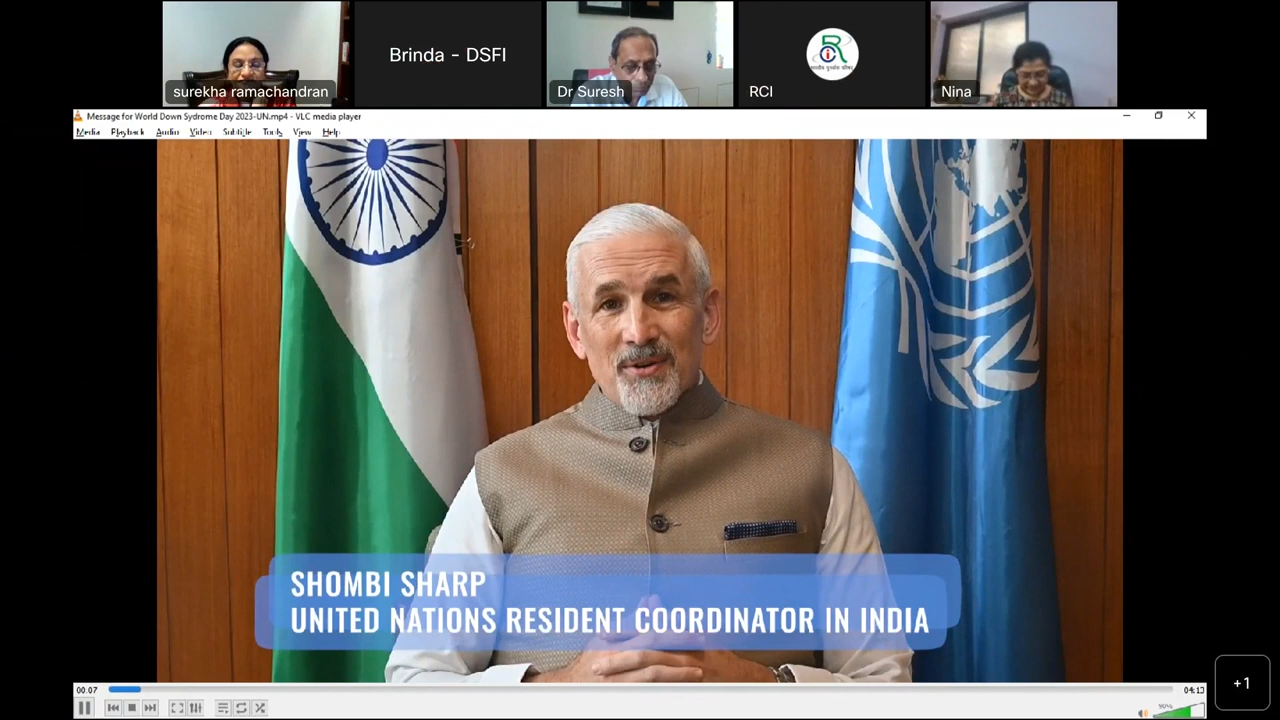 surekha ramachandran
Brinda - DSFI
Dr Suresh
RCI
Nina
Message for World Down Sydrome Day 2023-UN.mp4 - VLC media player
Media Playback Audio Video Subtitle Tools View Help
SHOMBI SHARP
UNITED NATIONS RESIDENT COORDINATOR IN INDIA
00:07
04:13
90%
+1